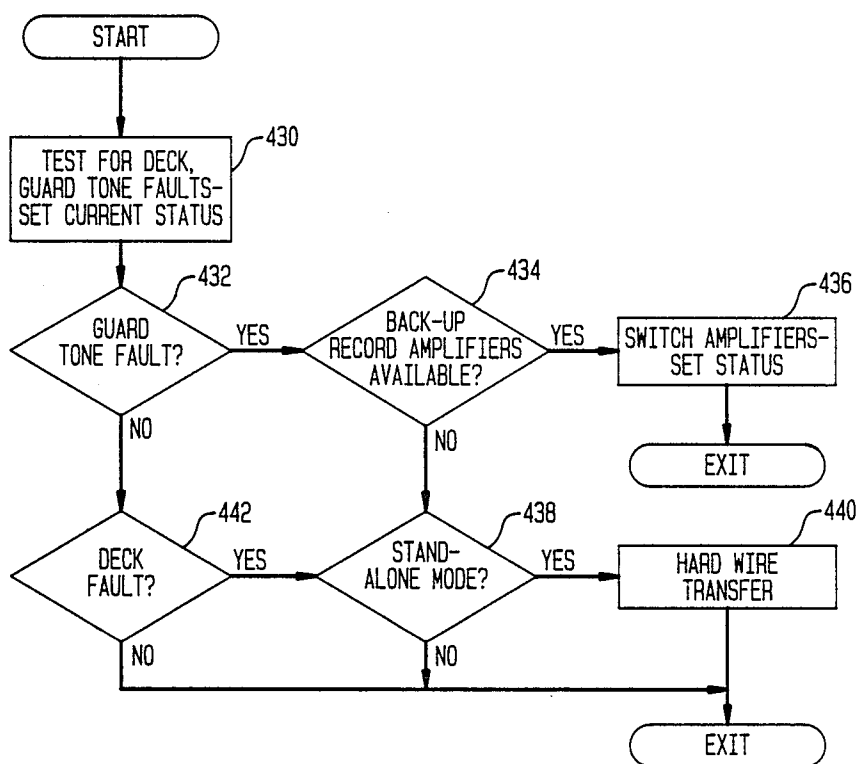 START
430
TEST FOR DECK,
GUARD TONE FAULTS-
SET CURRENT STATUS
432
GUARD
TONE FAULT?
YES
NO
434
BACK-UP
RECORD AMPLIFIERS
AVAILABLE?
YES
NO
436
SWITCH AMPLIFIERS-
SET STATUS
EXIT
442
DECK
FAULT?
YES
NO
438
STAND-
ALONE MODE?
YES
NO
440
HARD WIRE
TRANSFER
EXIT